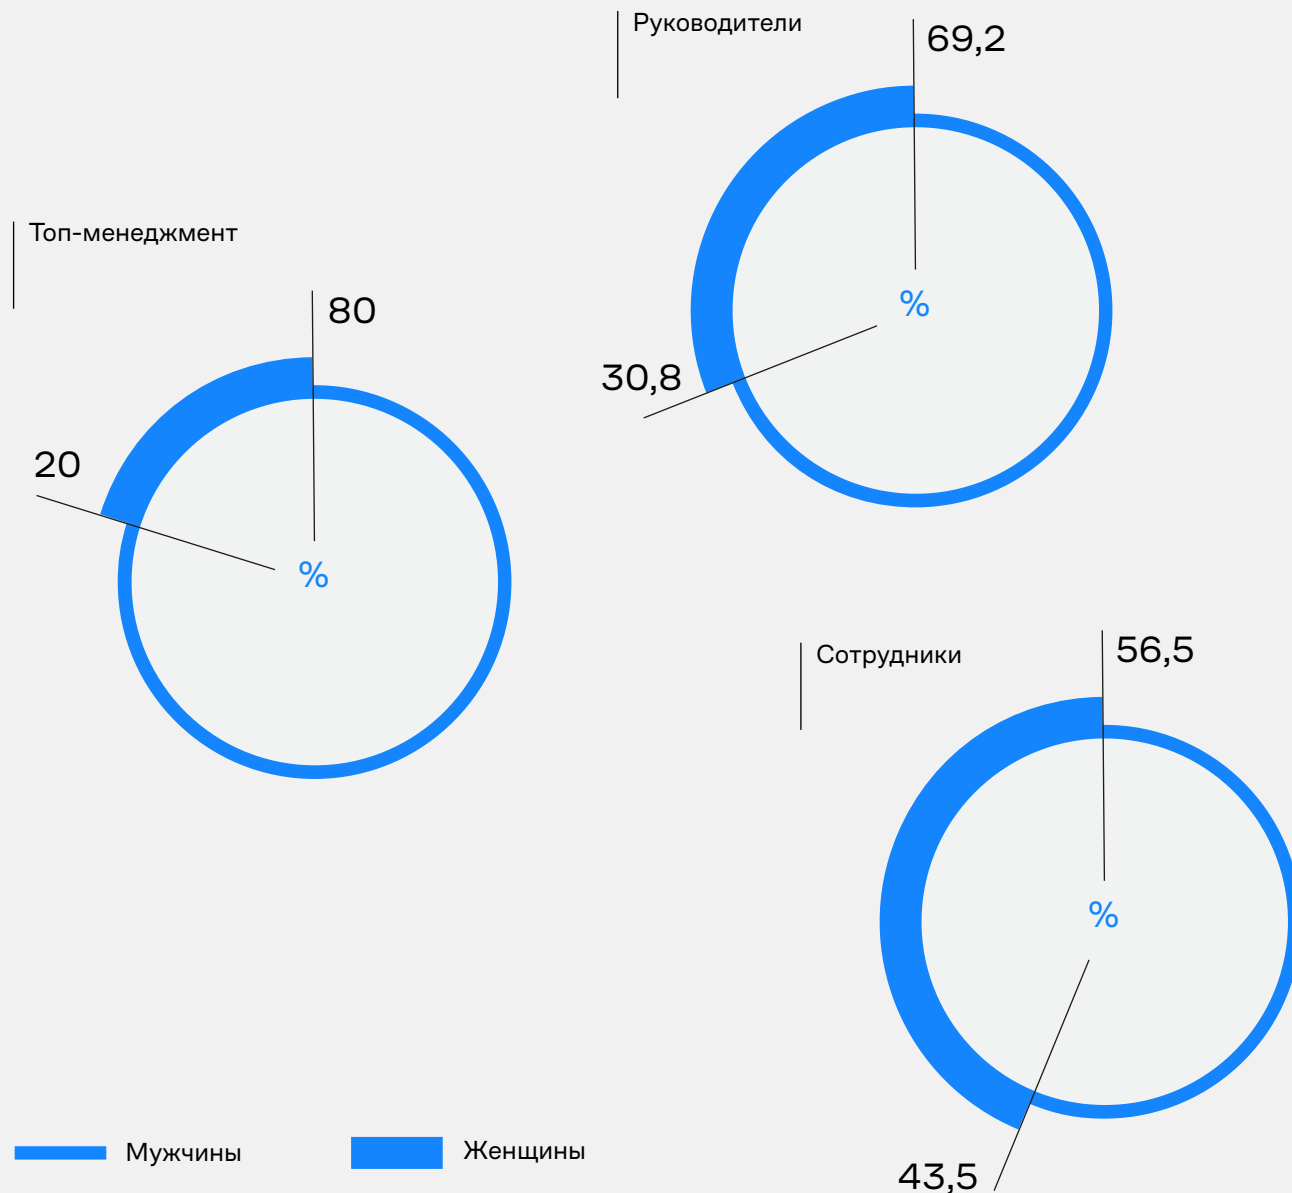 Руководители
69,2
%
30,8
Топ-менеджмент
80
20
%
Сотрудники
56,5
%
43,5
Мужчины
Женщины